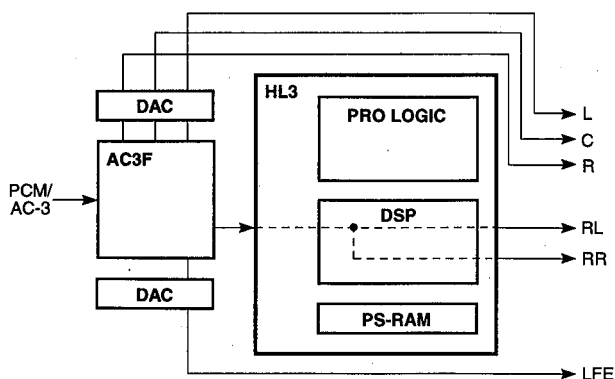 DAC
HL3
PRO LOGIC
L
C
R
AC3F
PCM/
AC-3
DSP
RL
RR
DAC
PS-RAM
LFE